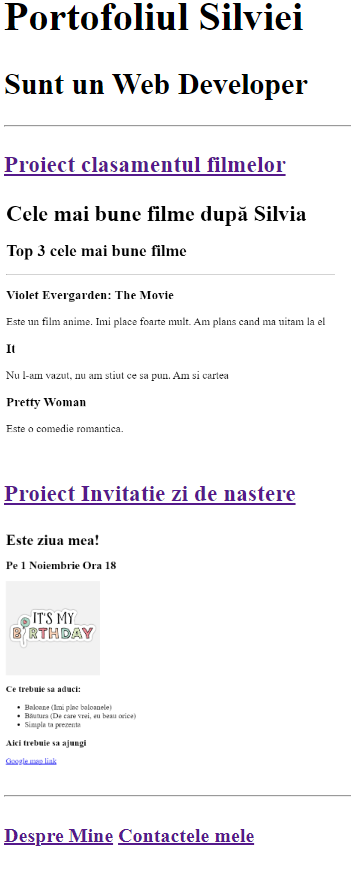 Portofoliul Silviei
Sunt un Web Developer
Proiect clasamentul filmelor
Cele mai bune filme după Silvia
Top 3 cele mai bune filme
Violet Evergarden: The Movie
Este un film anime. Imi place foarte mult. Am plans cand ma uitam la el
It
Nu l-am vazut, nu am stiut ce sa pun. Am si cartea
Pretty Woman
Este o comedie romantica.
Proiect Invitatie zi de nastere
Este ziua mea!
Pe 1 Noiembrie Ora 18
IT'S MY
BIRTHDAY
Ce trebuie sa aduci:
Baloane (Imi plac baloanele)
Băutura (De care vrei, eu beau orice)
Simpla ta prezenta
Aici trebuie sa ajungi
Google map link
Despre Mine Contactele mele